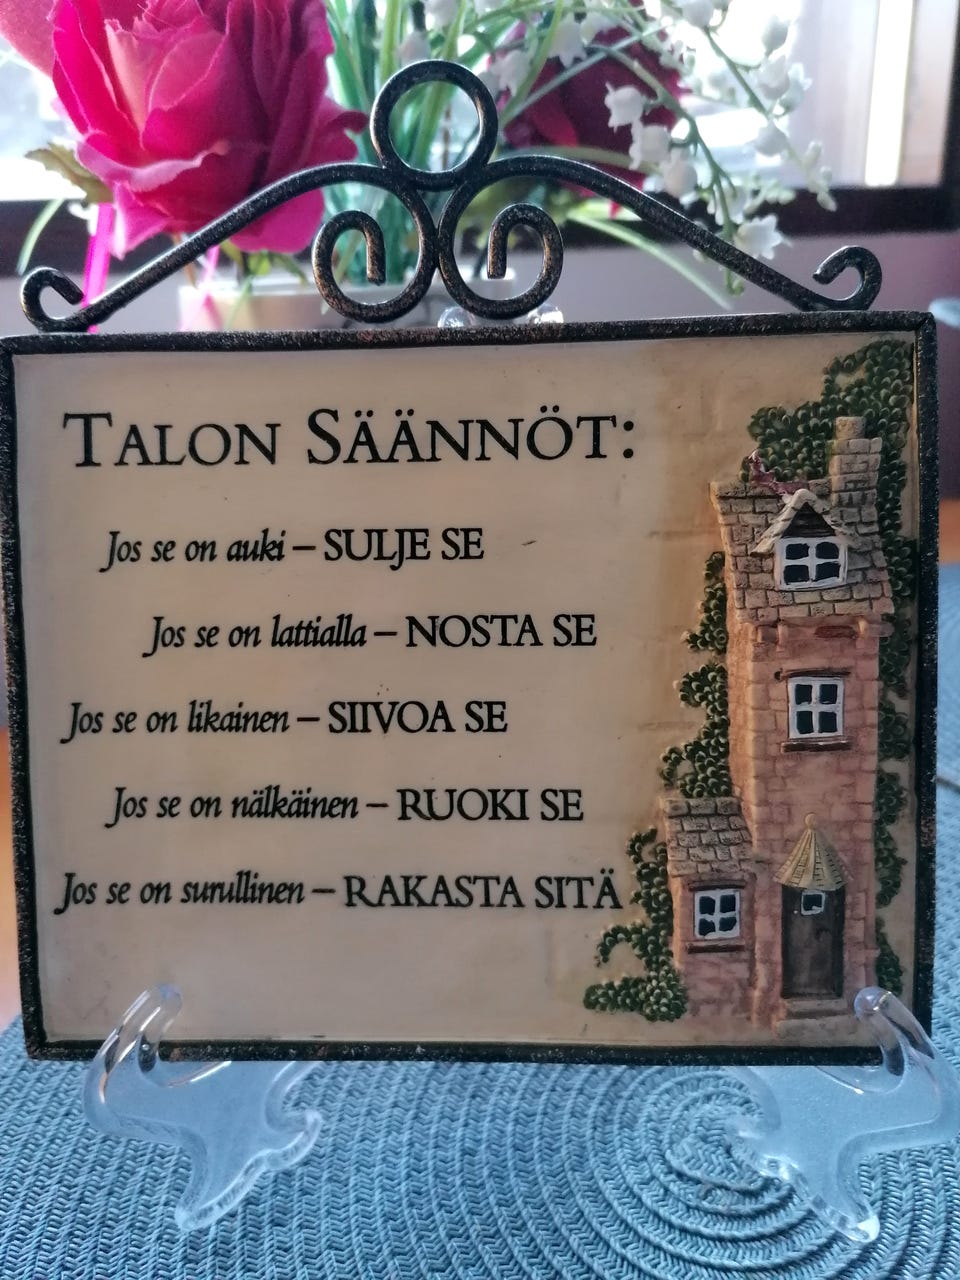 TALON SÄÄNNÖT:
Jos se on auki – SULJE SE
Jos se on lattialla – NOSTA SE
Jos se on likainen – SIIVOA SE
Jos se on nälkäinen – RUOKI SE
Jos se on surullinen – RAKASTA SITÄ